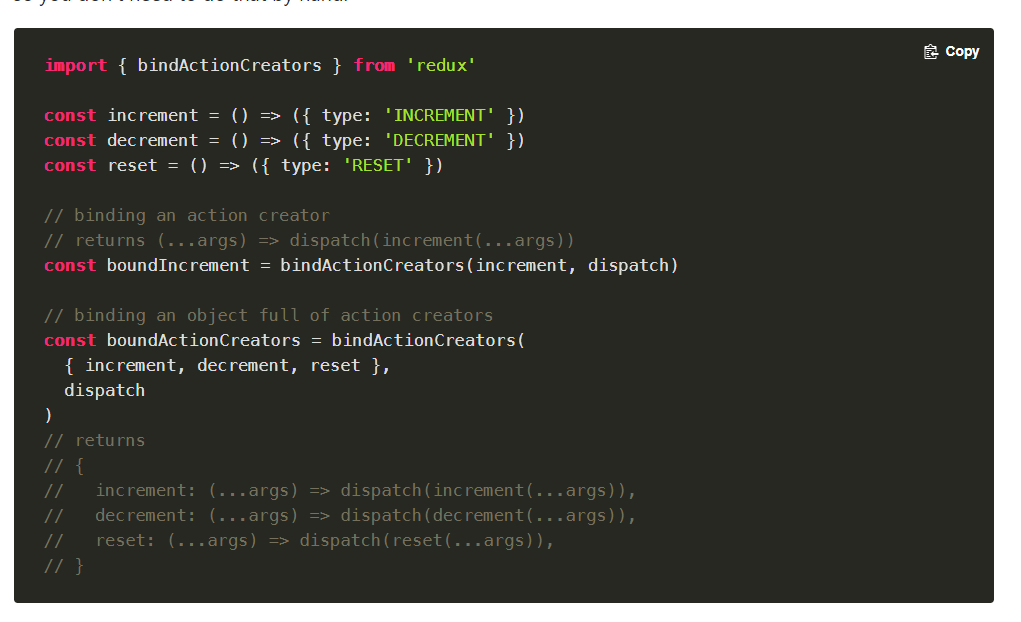 so you don't need to do that by hand.
Copy
import { bindActionCreators } from 'redux'
const increment = () => ({ type: 'INCREMENT' })
const decrement = () => ({ type: 'DECREMENT' })
const reset = () => ({ type: 'RESET' })
// binding an action creator
// returns (...args) => dispatch(increment(...args))
const boundIncrement = bindActionCreators(increment, dispatch)
// binding an object full of action creators
const boundActionCreators = bindActionCreators(
  { increment, decrement, reset },
  dispatch
)
// returns
// {
//   increment: (...args) => dispatch(increment(...args)),
//   decrement: (...args) => dispatch(decrement(...args)),
//   reset: (...args) => dispatch(reset(...args)),
// }